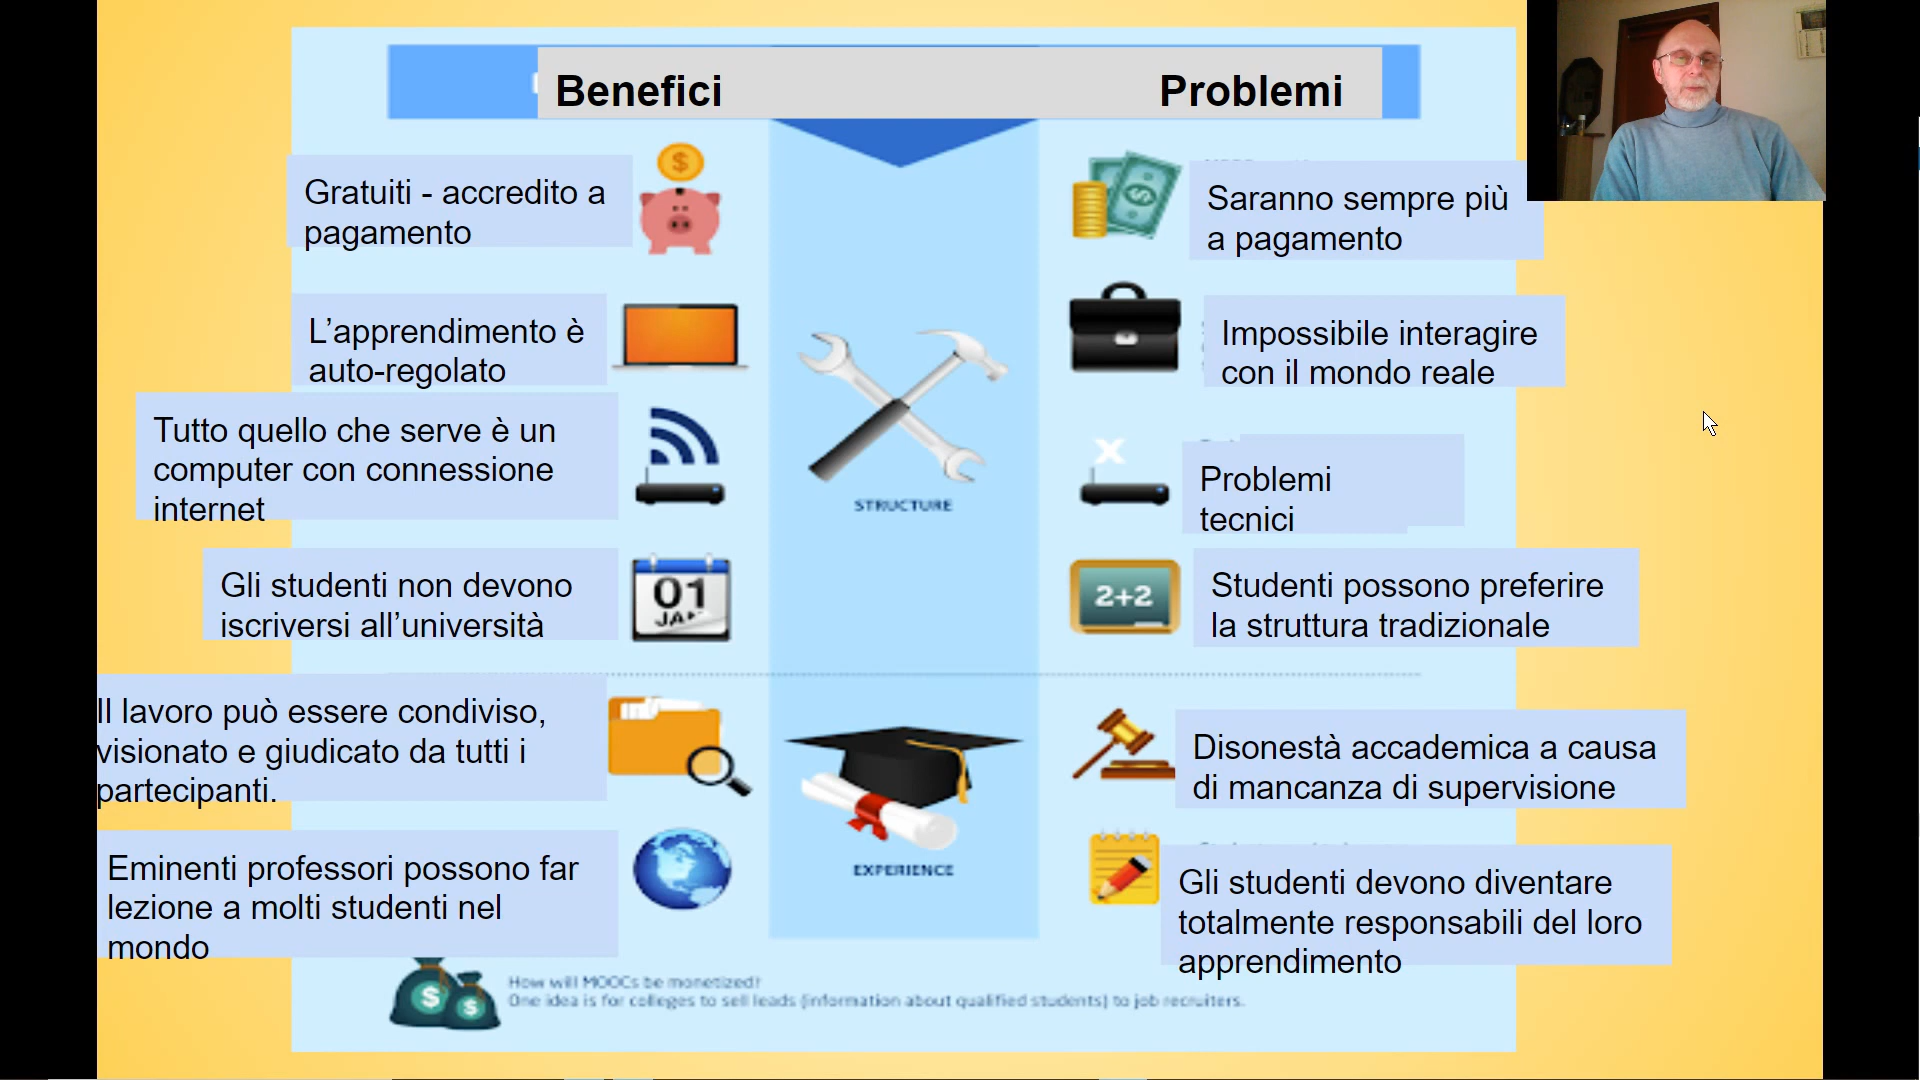 Benefici
Problemi
Gratuiti - accredito a
pagamento
Saranno sempre più
a pagamento
L’apprendimento è
auto-regolato
Impossibile interagire
con il mondo reale
Tutto quello che serve è un
computer con connessione
internet
Problemi
tecnici
STRUCTURE
Gli studenti non devono
iscriversi all’università
01
JAN
2+2
Studenti possono preferire
la struttura tradizionale
Il lavoro può essere condiviso,
visionato e giudicato da tutti i
partecipanti.
Disonestà accademica a causa
di mancanza di supervisione
EXPERIENCE
Eminenti professori possono far
lezione a molti studenti nel
mondo
Gli studenti devono diventare
totalmente responsabili del loro
apprendimento
How will MOOCs be monetized?
One idea is for colleges to sell leads (information about qualified students) to job recruiters.